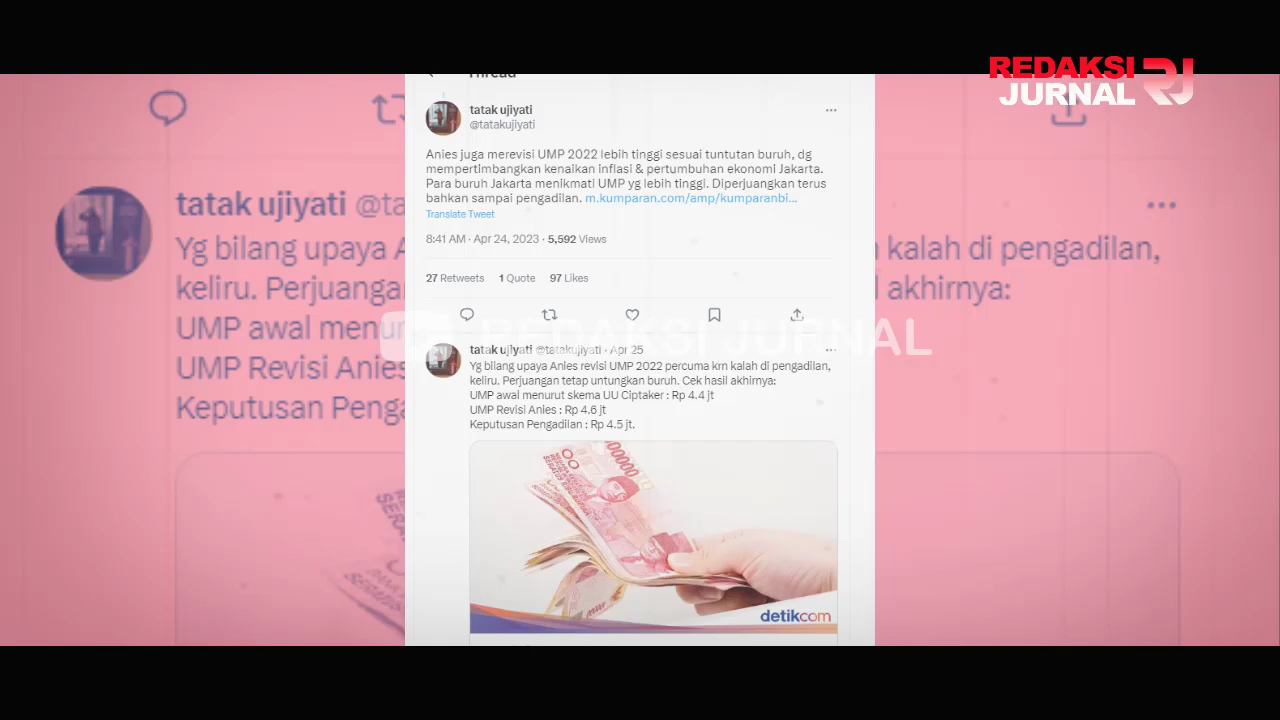 REDAKSI
JURNAL RJ
Thread
tatak ujiyati
@tatakujiyati
Anies juga merevisi UMP 2022 lebih tinggi sesuai tuntutan buruh, dg
mempertimbangkan kenaikan inflasi & pertumbuhan ekonomi Jakarta.
Para buruh Jakarta menikmati UMP yg lebih tinggi. Diperjuangkan terus
bahkan sampai pengadilan. m.kumparan.com/amp/kumparanbi...
Translate Tweet
8:41 AM · Apr 24, 2023 · 5,592 Views
27 Retweets 1 Quote 97 Likes
REDAKSI JURNAL
tatak ujiyati @tatakujiyati · Apr 25
Yg bilang upaya Anies revisi UMP 2022 percuma krn kalah di pengadilan,
keliru. Perjuangan tetap untungkan buruh. Cek hasil akhirnya:
UMP awal menurut skema UU Ciptaker : Rp 4.4 jt
UMP Revisi Anies : Rp 4.6 jt
Keputusan Pengadilan : Rp 4.5 jt.
detikcom
tatak ujiyati @ta
Yg bilang upaya A kalah di pengadilan,
keliru. Perjuangan akhirnya:
UMP awal menur
UMP Revisi Anies
Keputusan Penga